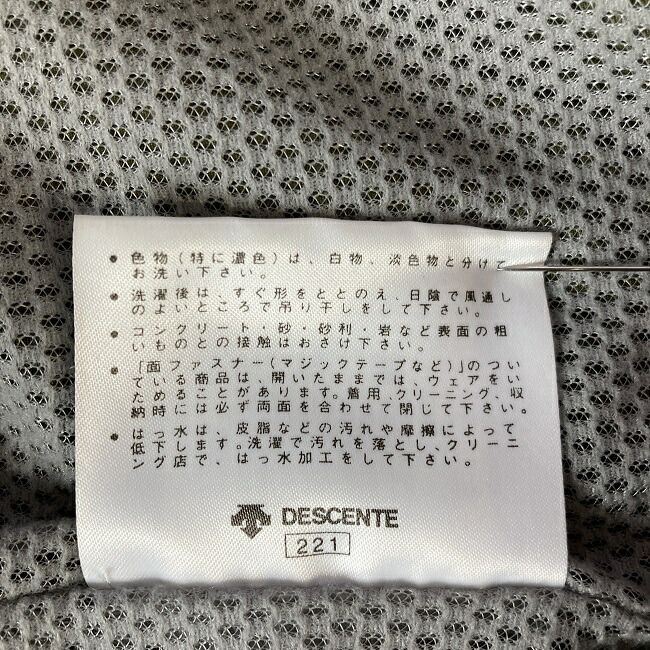 ● 色物(特に濃色)は、白物、淡色物と分けて
お洗い下さい。
● 洗濯後は、すぐ形をととのえ、日陰で風通し
のよいところで吊り干しをして下さい。
● コンクリート・砂・砂利・岩など表面の粗
いものとの接触はおさけ下さい。
● 「面ファスナー(マジックテープなど)」のつい
ている商品は、開いたままでは、ウェアをい
ためることがあります。着用、クリーニング、収
納時には必ず両面を合わせて閉じて下さい。
● はっ水は、皮脂などの汚れや摩擦によって
低下します。洗濯で汚れを落とし、クリーニ
ング店で、はっ水加工をして下さい。
DESCENTE
221